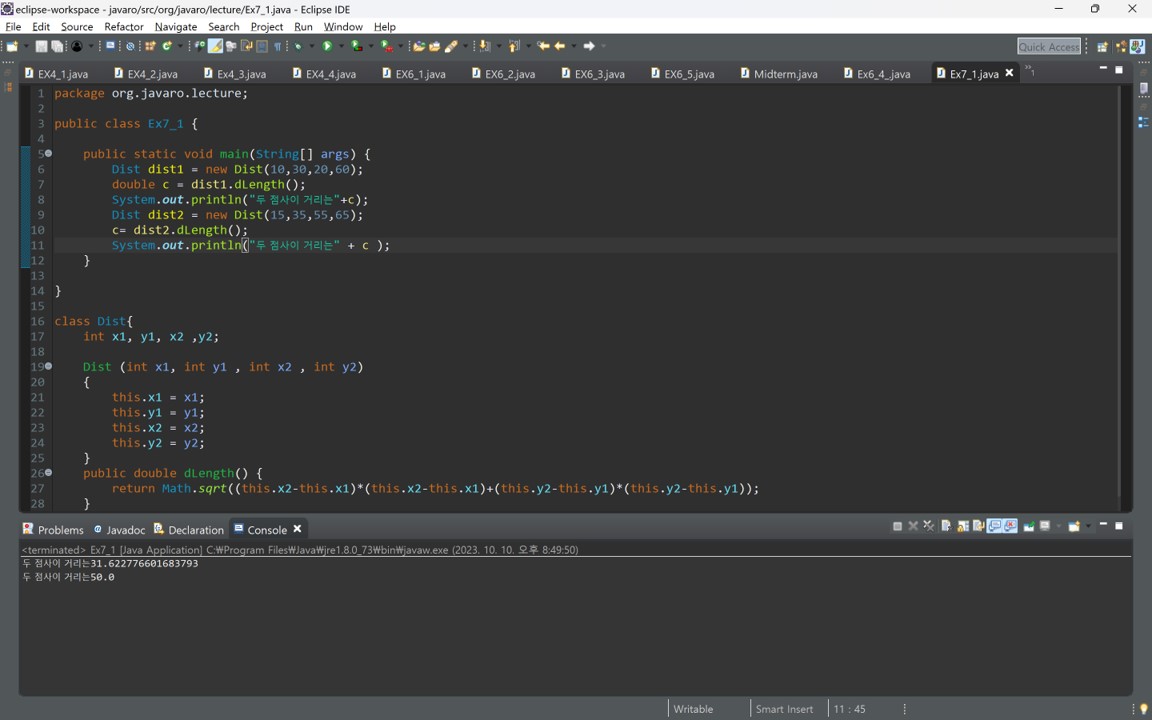 eclipse-workspace - javaro/src/org/javaro/lecture/Ex7_1.java - Eclipse IDE
File Edit Source Refactor Navigate Search Project Run Window Help
Quick Access
EX4_1.java EX4_2.java Ex4_3.java EX4_4.java EX6_1.java EX6_2.java EX6_3.java EX6_5.java Midterm.java Ex6_4_.java Ex7_1.java »1
1 package org.javaro.lecture;
2
3 public class Ex7_1 {
4
5 public static void main(String[] args) {
6 Dist dist1 = new Dist(10,30,20,60);
7 double c = dist1.dLength();
8 System.out.println("두 점사이 거리는"+c);
9 Dist dist2 = new Dist(15,35,55,65);
10 c= dist2.dLength();
11 System.out.println("두 점사이 거리는" + c );
12 }
13
14 }
15
16 class Dist{
17 int x1, y1, x2 ,y2;
18
19 Dist (int x1, int y1 , int x2 , int y2)
20 {
21 this.x1 = x1;
22 this.y1 = y1;
23 this.x2 = x2;
24 this.y2 = y2;
25 }
26 public double dLength() {
27 return Math.sqrt((this.x2-this.x1)*(this.x2-this.x1)+(this.y2-this.y1)*(this.y2-this.y1));
28 }
Problems Javadoc Declaration Console
<terminated> Ex7_1 [Java Application] C:₩Program Files₩Java₩jre1.8.0_73₩bin₩javaw.exe (2023. 10. 10. 오후 8:49:50)
두 점사이 거리는31.622776601683793
두 점사이 거리는50.0
Writable Smart Insert 11 : 45